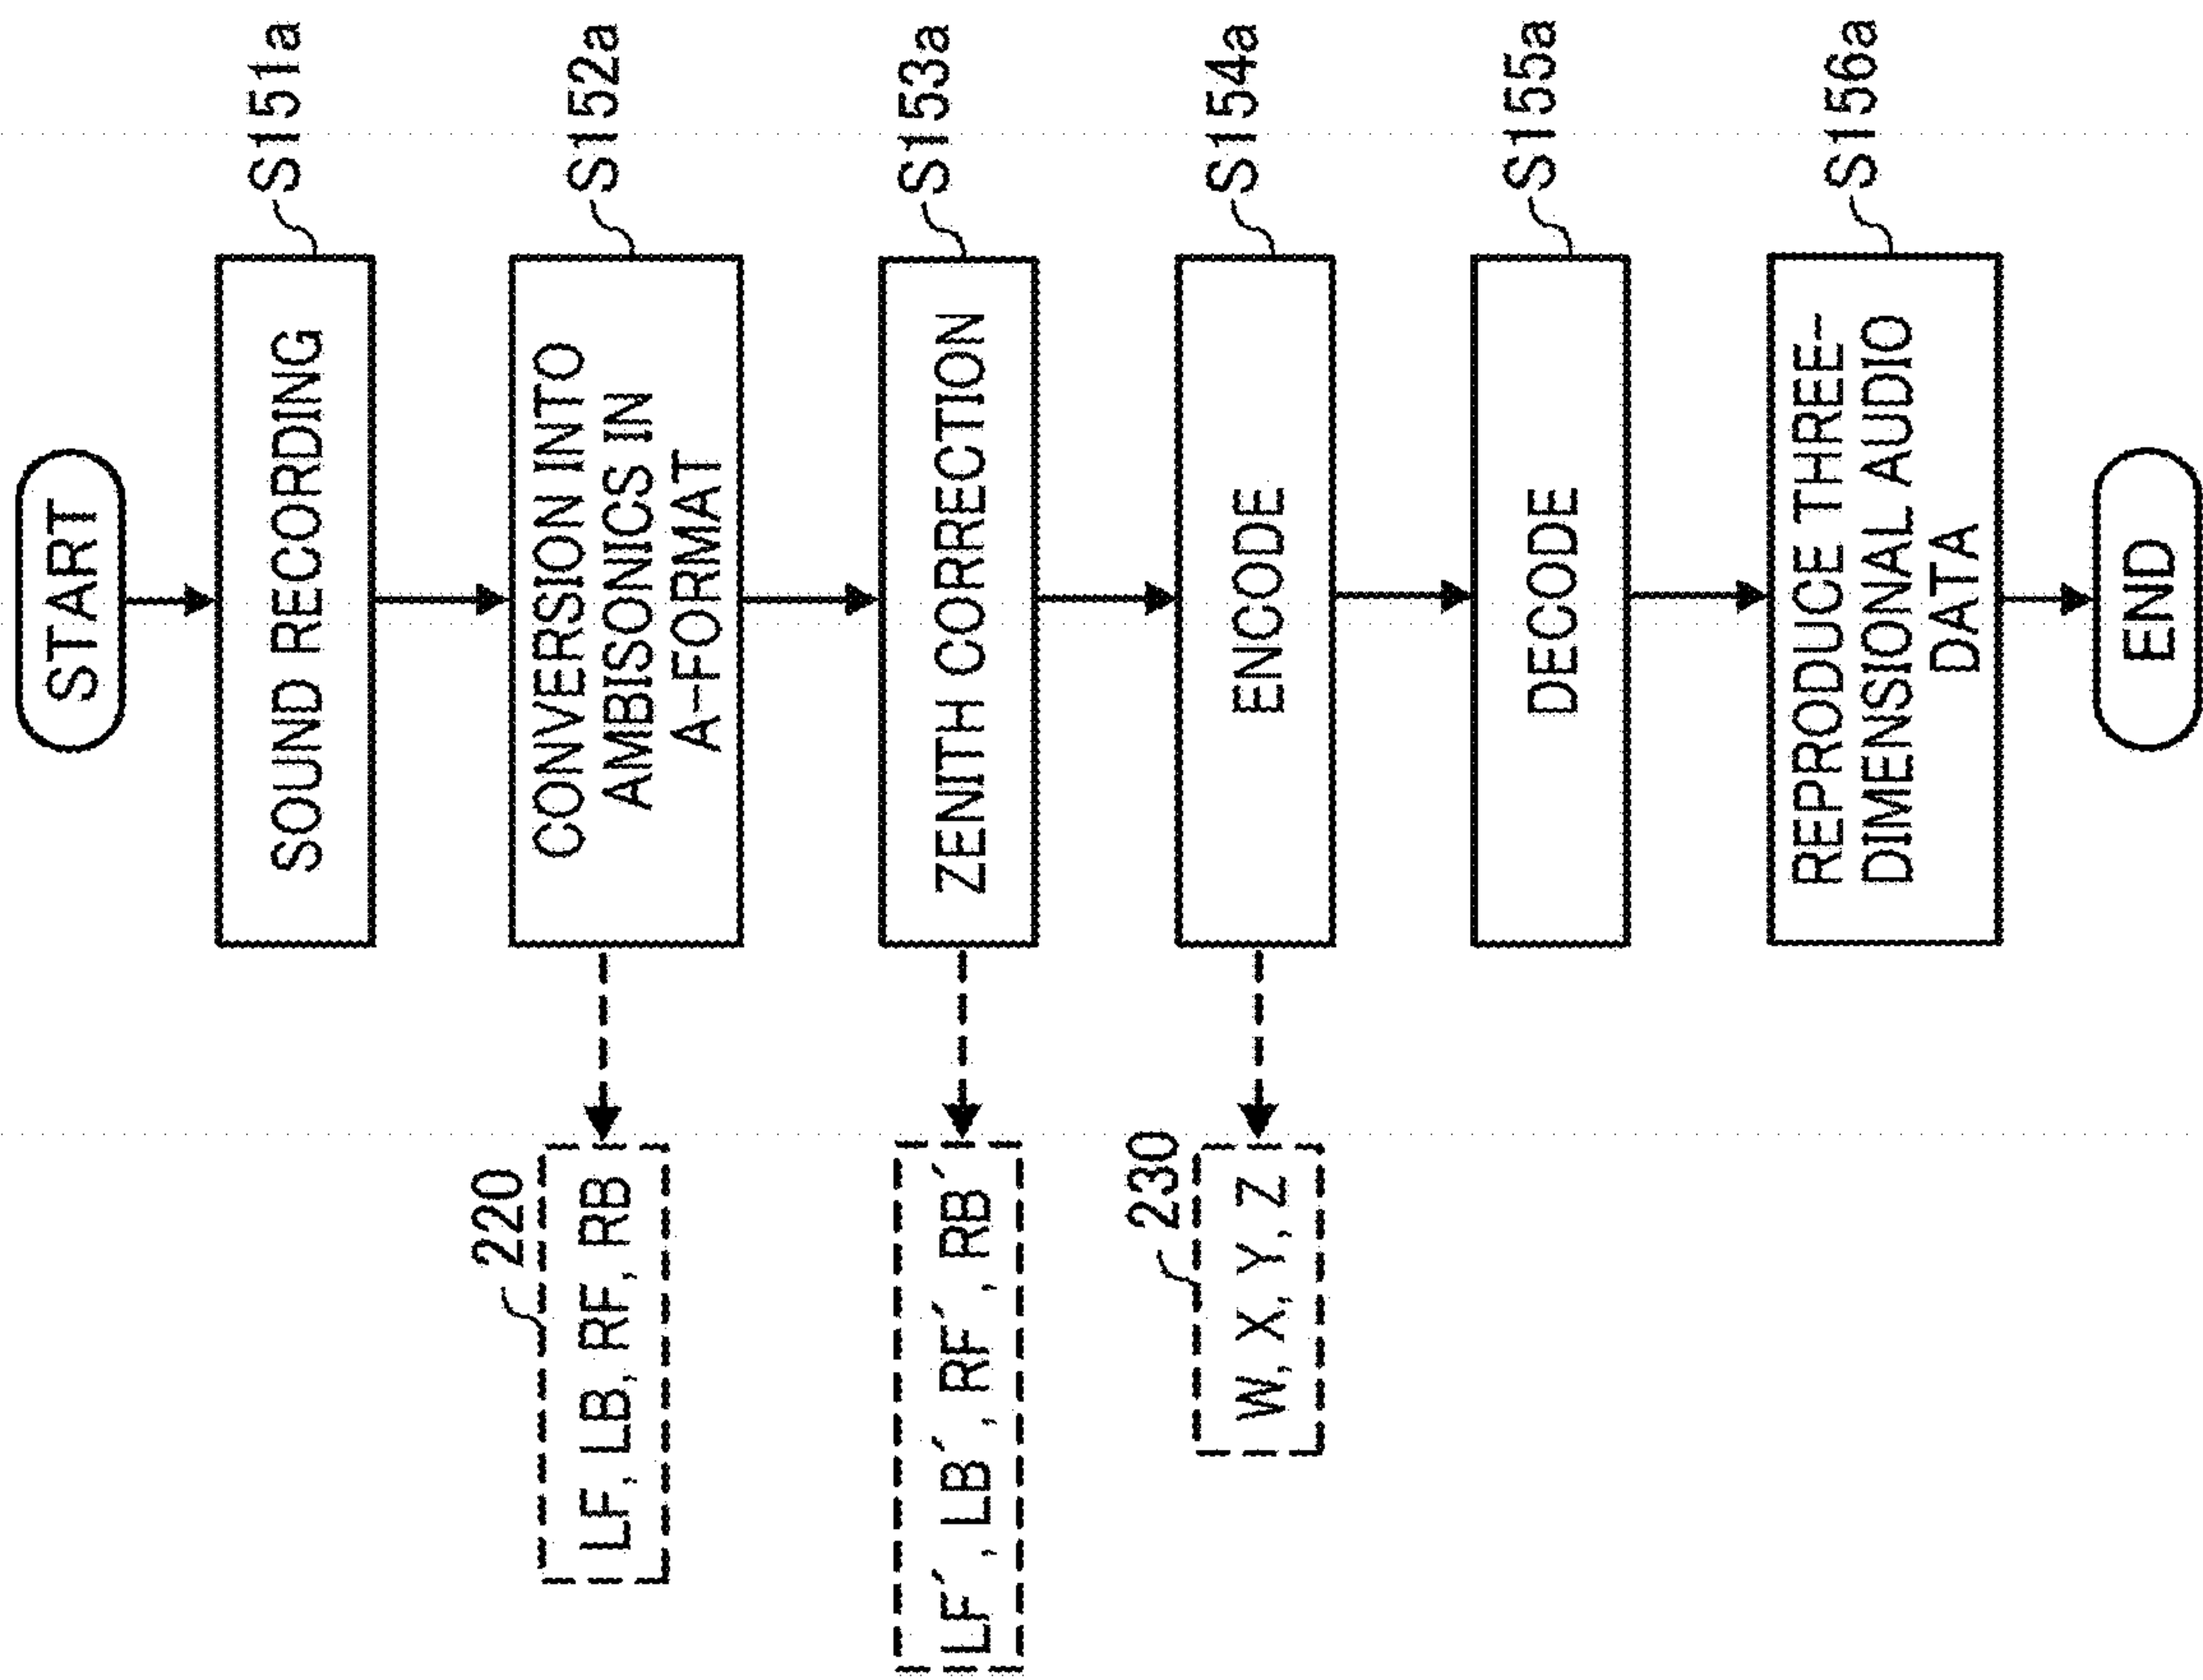 START
SOUND RECORDING
S151a
CONVERSION INTO
AMBISONICS IN
A-FORMAT
S152a
220
LF, LB, RF, RB
ZENITH CORRECTION
S153a
LF´, LB´, RF´, RB´
ENCODE
S154a
230
W, X, Y, Z
DECODE
S155a
REPRODUCE THREE-
DIMENSIONAL AUDIO
DATA
S156a
END